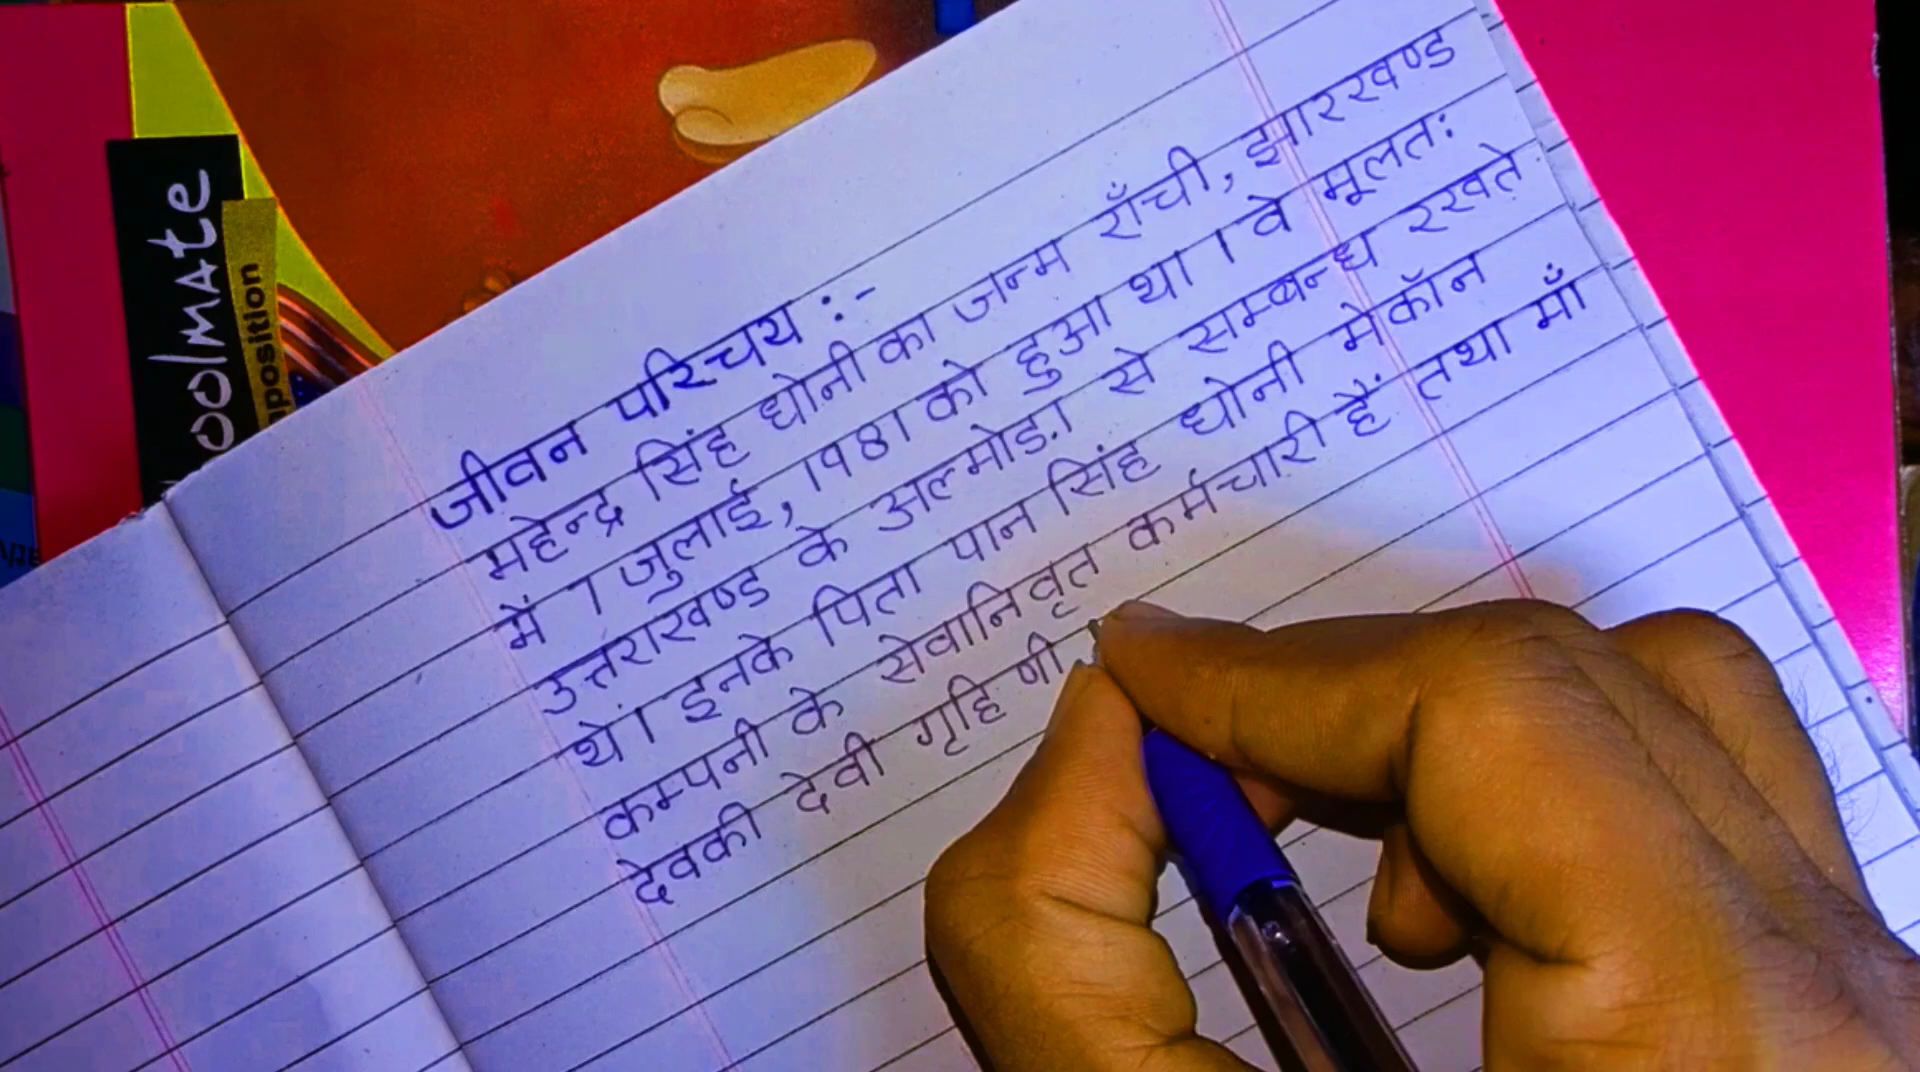 जीवन परिचय :-
महेन्द्र सिंह धोनी का जन्म राँची, झारखण्ड
में 7 जुलाई, 1981 को हुआ था । वे मूलतः
उत्तराखण्ड के अल्मोड़ा से सम्बन्ध रखते
थे। इनके पिता पान सिंह धोनी मेकॉन
कम्पनी के सेवानिवृत कर्मचारी हैं तथा माँ
देवकी देवी गृहिणी
oolmate
position